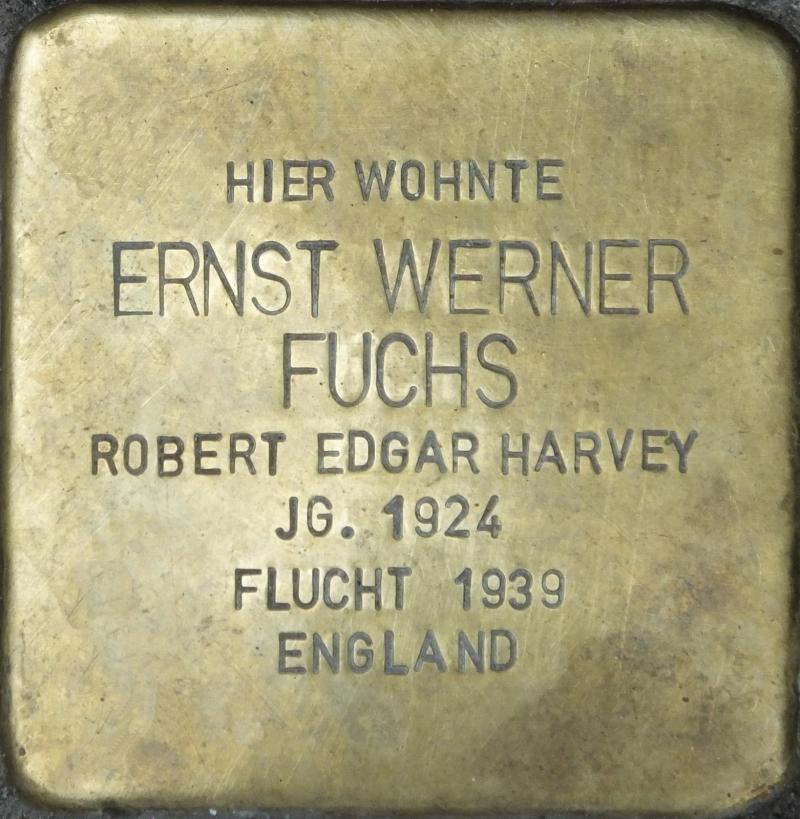 HIER WOHNTE
ERNST WERNER
FUCHS
ROBERT EDGAR HARVEY
JG. 1924
FLUCHT 1939
ENGLAND